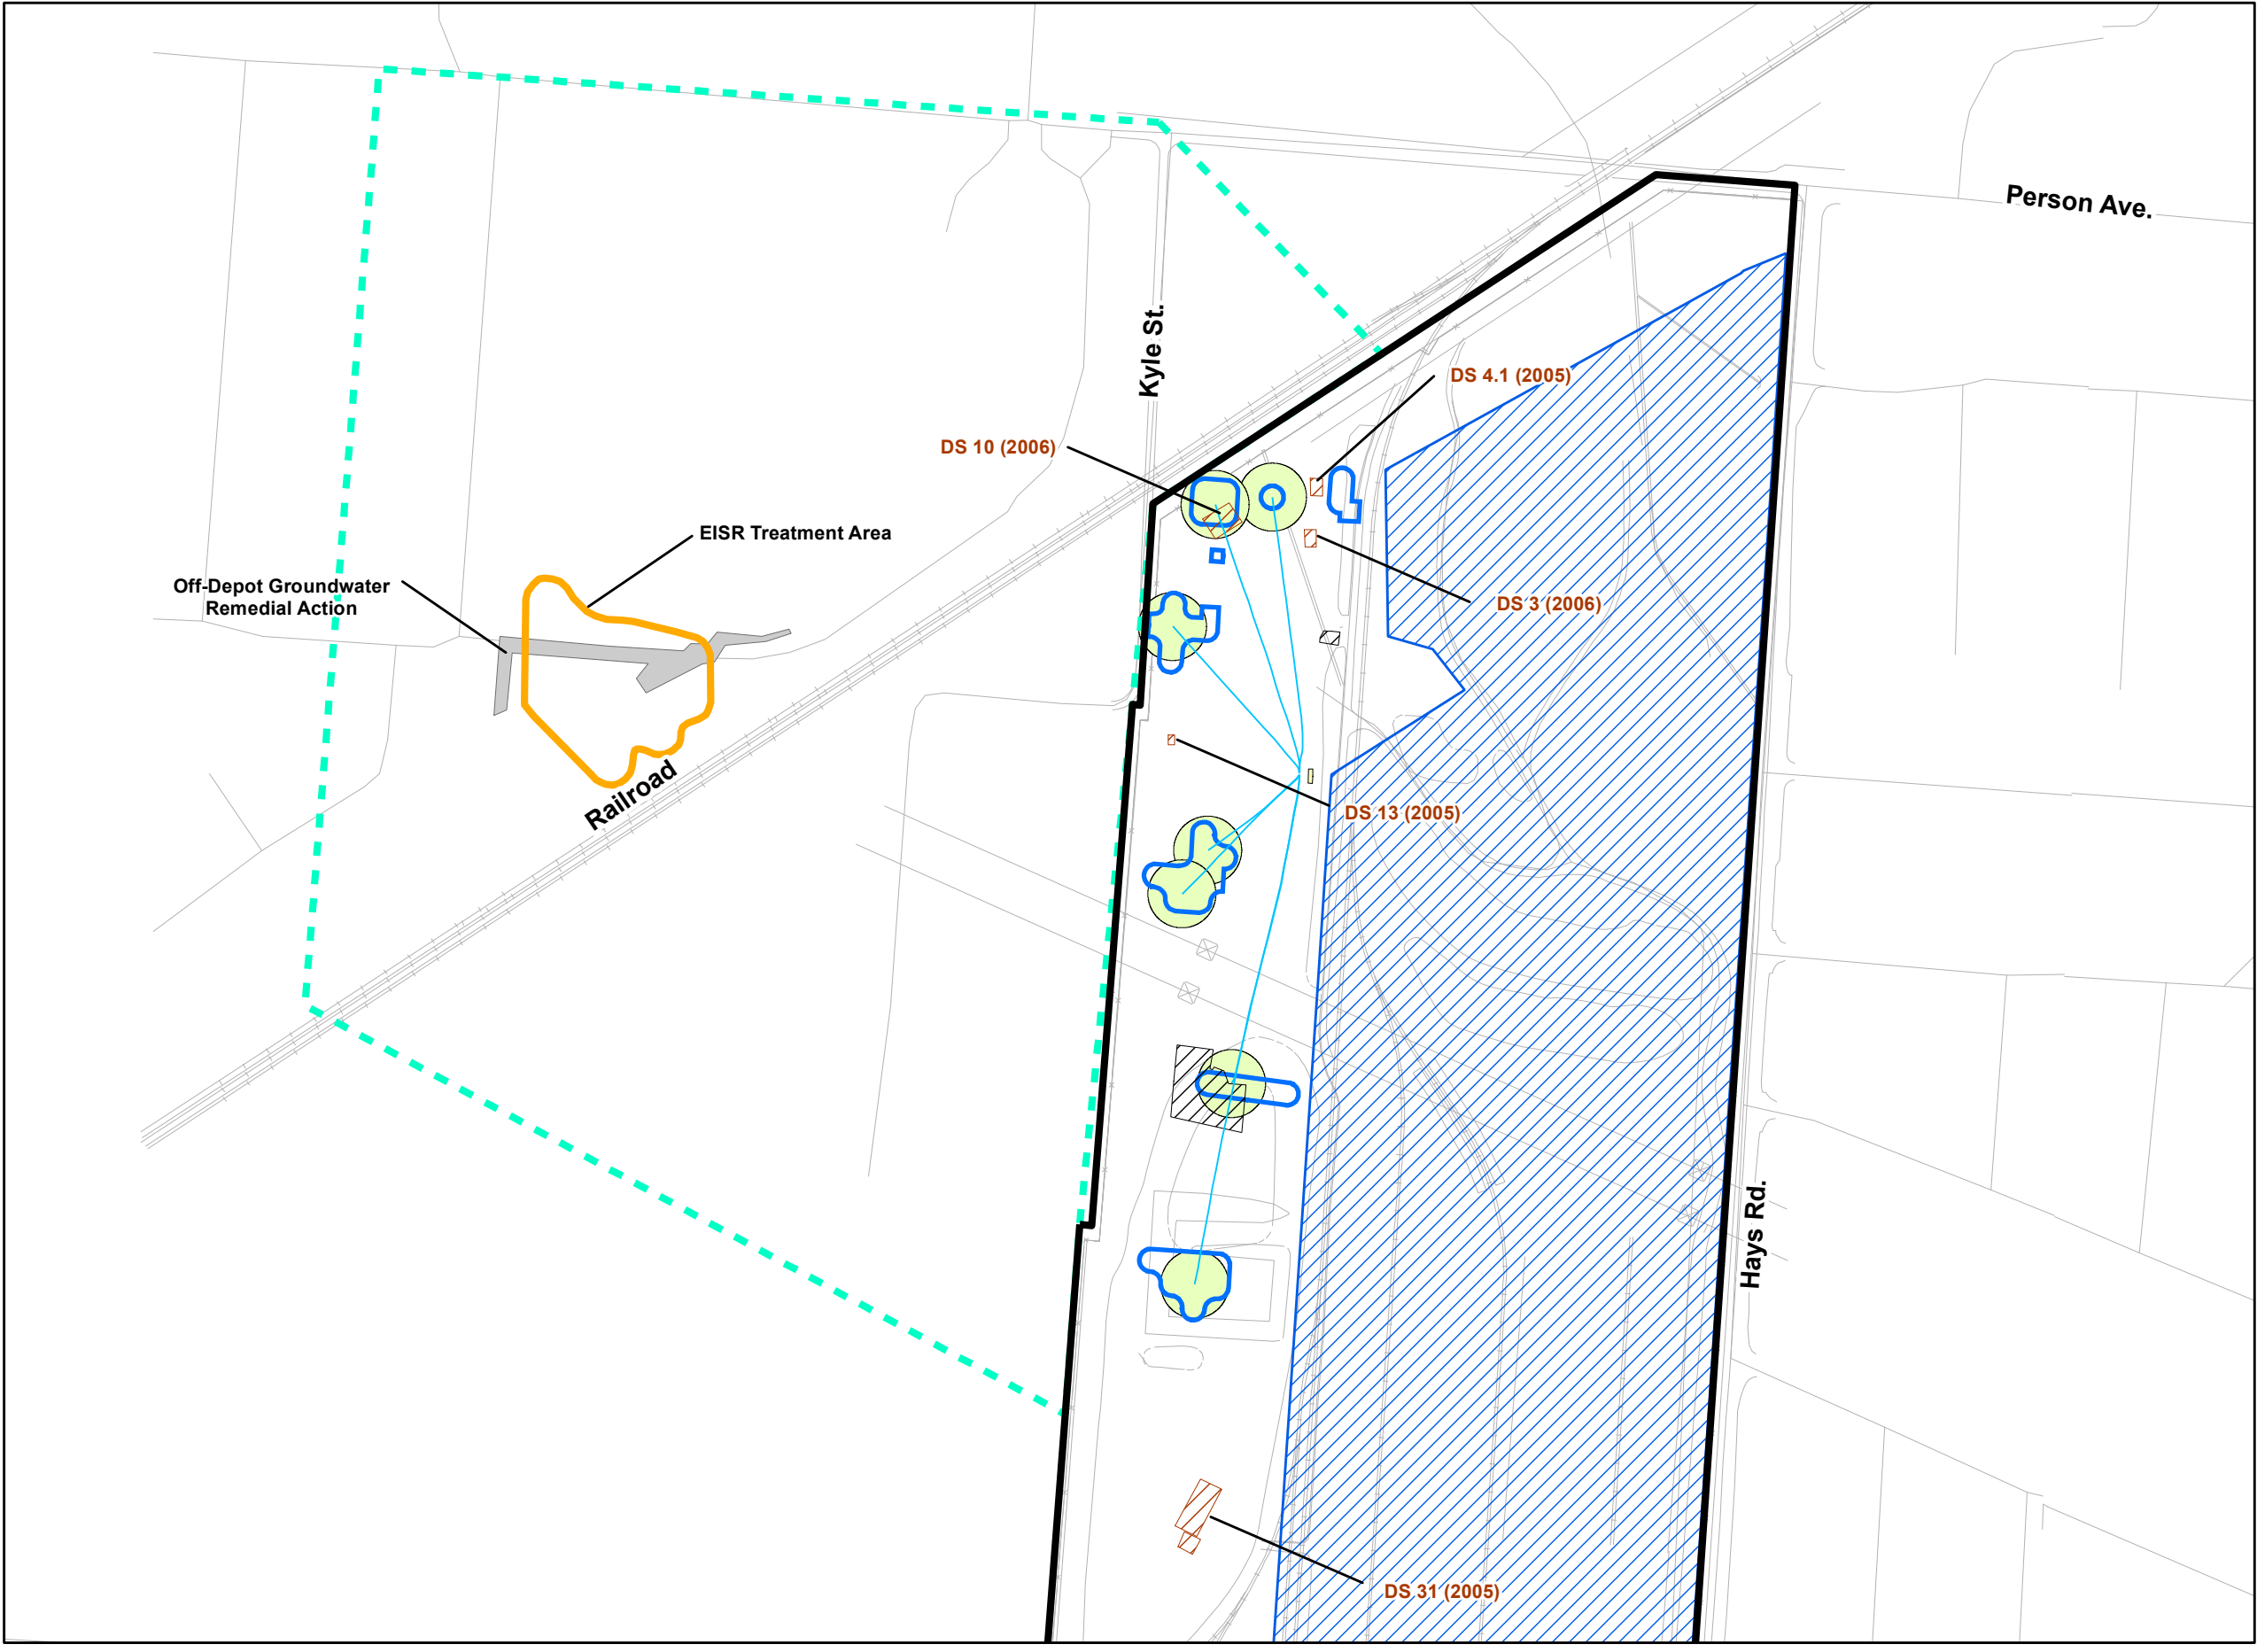 Person Ave.
Kyle St.
DS 4.1 (2005)
DS 10 (2006)
EISR Treatment Area
Off-Depot Groundwater
Remedial Action
DS 3 (2006)
Railroad
DS 13 (2005)
Hays Rd.
DS 31 (2005)